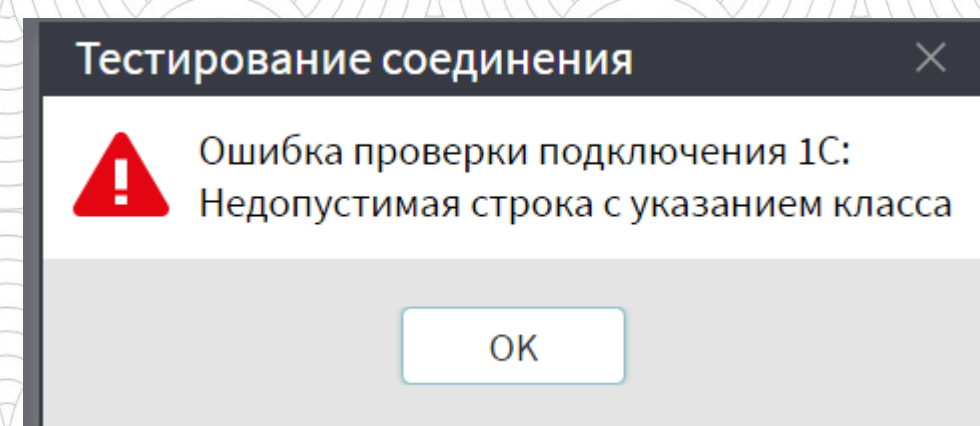 Тестирование соединения
Ошибка проверки подключения 1С:
Недопустимая строка с указанием класса
OK